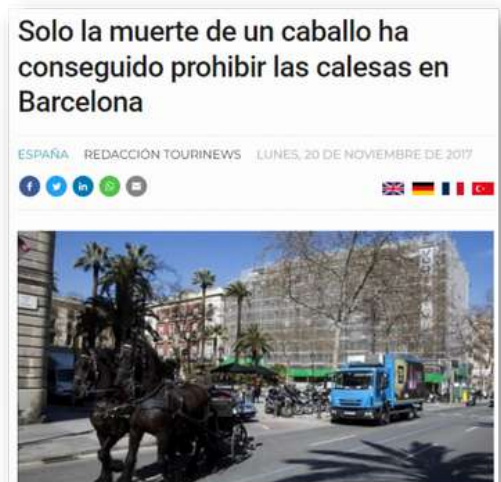 Solo la muerte de un caballo ha
conseguido prohibir las calesas en
Barcelona
ESPAÑA REDACCIÓN TOURINEWS LUNES, 20 DE NOVIEMBRE DE 2017